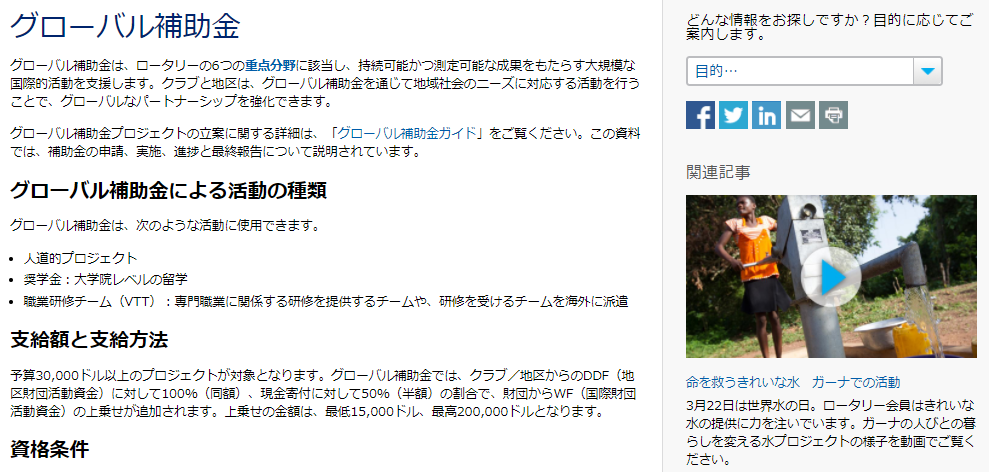 グローバル補助金
グローバル補助金は、ロータリーの6つの重点分野に該当し、持続可能かつ測定可能な成果をもたらす大規模な
国際的活動を支援します。クラブと地区は、グローバル補助金を通じて地域社会のニーズに対応する活動を行う
ことで、グローバルなパートナーシップを強化できます。
グローバル補助金プロジェクトの立案に関する詳細は、「グローバル補助金ガイド」をご覧ください。この資料
では、補助金の申請、実施、進捗と最終報告について説明されています。
グローバル補助金による活動の種類
グローバル補助金は、次のような活動に使用できます。
• 人道的プロジェクト
• 奨学金：大学院レベルの留学
• 職業研修チーム（VTT）：専門職業に関係する研修を提供するチームや、研修を受けるチームを海外に派遣
支給額と支給方法
予算30,000ドル以上のプロジェクトが対象となります。グローバル補助金では、クラブ／地区からのDDF（地
区財団活動資金）に対して100%（同額）、現金寄付に対して50%（半額）の割合で、財団からWF（国際財団
活動資金）の上乗せが追加されます。上乗せの金額は、最低15,000ドル、最高200,000ドルとなります。
資格条件
どんな情報をお探しですか？目的に応じてご
案内します。
目的…
関連記事
命を救うきれいな水　ガーナでの活動
3月22日は世界水の日。ロータリー会員はきれいな
水の提供に力を注いでいます。ガーナの人びとの暮
らしを変える水プロジェクトの様子を動画でご覧く
ださい。